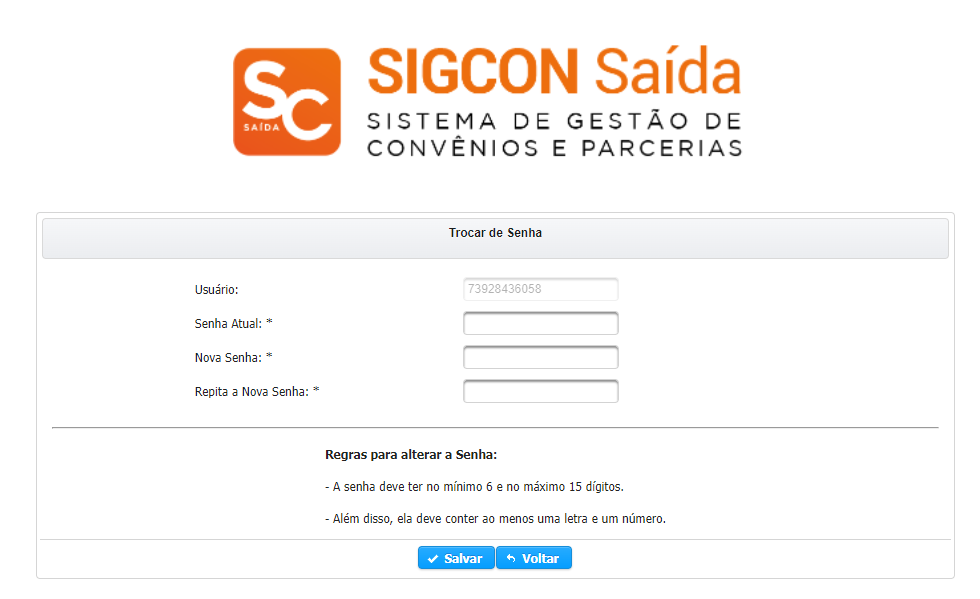 SC
SAÍDA
SIGCON Saída
SISTEMA DE GESTÃO DE
CONVÊNIOS E PARCERIAS
Trocar de Senha
Usuário: 73928436058
Senha Atual: *
Nova Senha: *
Repita a Nova Senha: *
Regras para alterar a Senha:
- A senha deve ter no mínimo 6 e no máximo 15 dígitos.
- Além disso, ela deve conter ao menos uma letra e um número.
Salvar Voltar